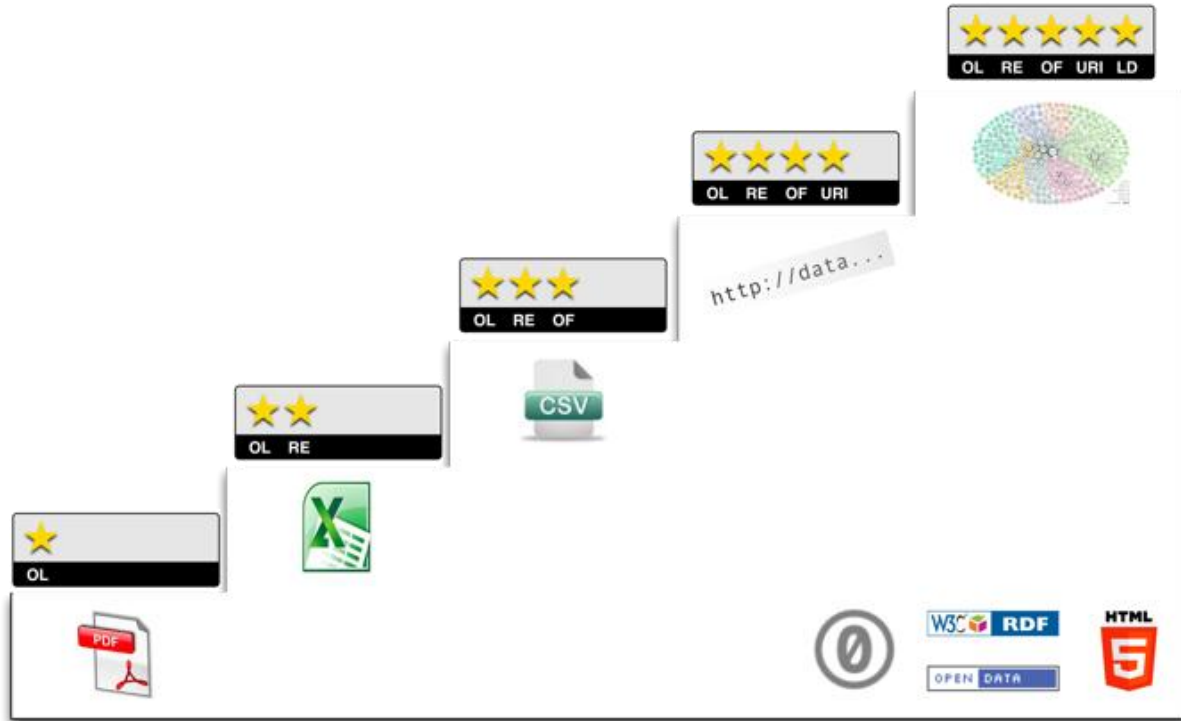 OL RE OF URI LD
OL RE OF URI
http://data...
OL RE OF
CSV
OL RE
X
OL
PDF
0
W3C RDF
OPEN DATA
HTML
5